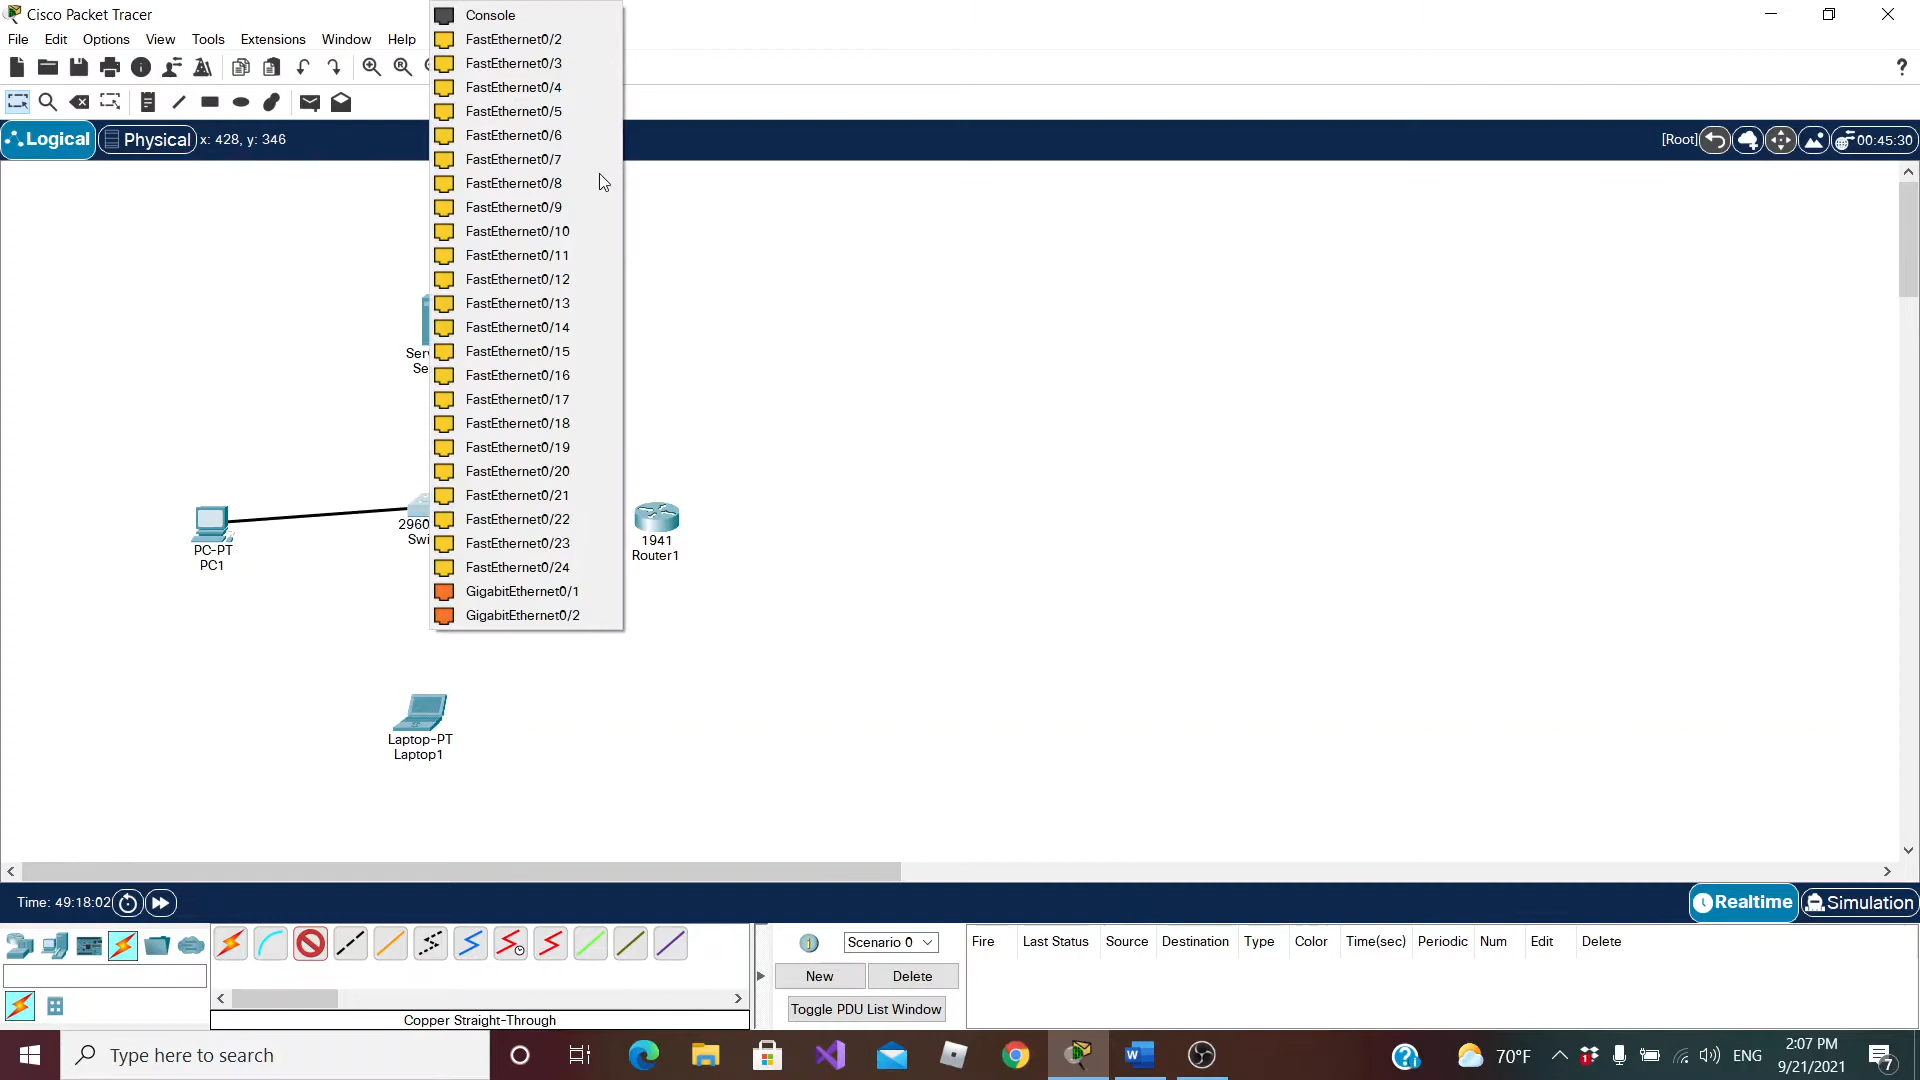 Cisco Packet Tracer
File Edit Options View Tools Extensions Window Help
Console
FastEthernet0/2
FastEthernet0/3
FastEthernet0/4
FastEthernet0/5
FastEthernet0/6
FastEthernet0/7
FastEthernet0/8
FastEthernet0/9
FastEthernet0/10
FastEthernet0/11
FastEthernet0/12
FastEthernet0/13
FastEthernet0/14
FastEthernet0/15
FastEthernet0/16
FastEthernet0/17
FastEthernet0/18
FastEthernet0/19
FastEthernet0/20
FastEthernet0/21
FastEthernet0/22
FastEthernet0/23
FastEthernet0/24
GigabitEthernet0/1
GigabitEthernet0/2
Logical Physical x: 428, y: 346
[Root] 00:45:30
Serv
Se
2960
Swi
PC-PT
PC1
1941
Router1
Laptop-PT
Laptop1
Time: 49:18:02
Realtime Simulation
Scenario 0
New Delete
Toggle PDU List Window
Fire Last Status Source Destination Type Color Time(sec) Periodic Num Edit Delete
Copper Straight-Through
Type here to search
70°F ENG
2:07 PM
9/21/2021
7